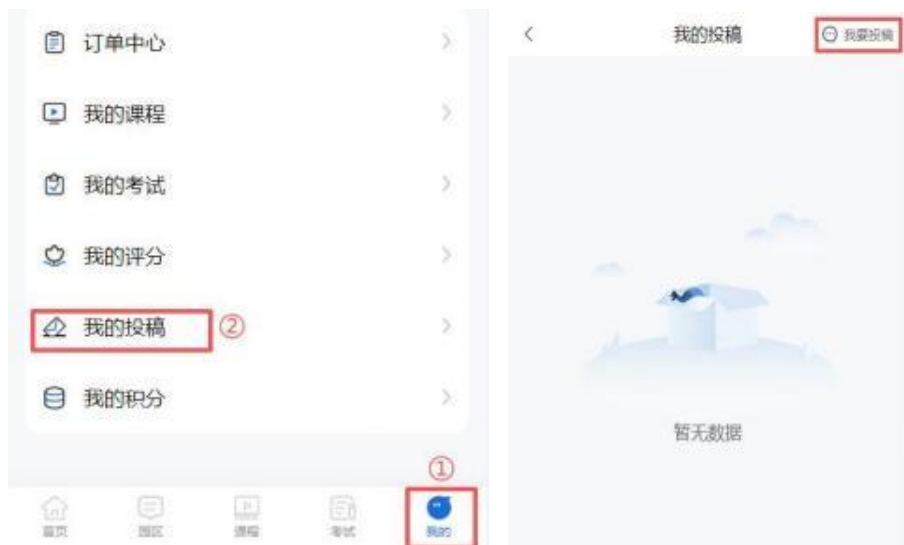 订单中心
我的课程
我的考试
我的评分
我的投稿 ②
我的积分
①
首页 园区 课程 考试 我的
我的投稿 我要投稿
暂无数据